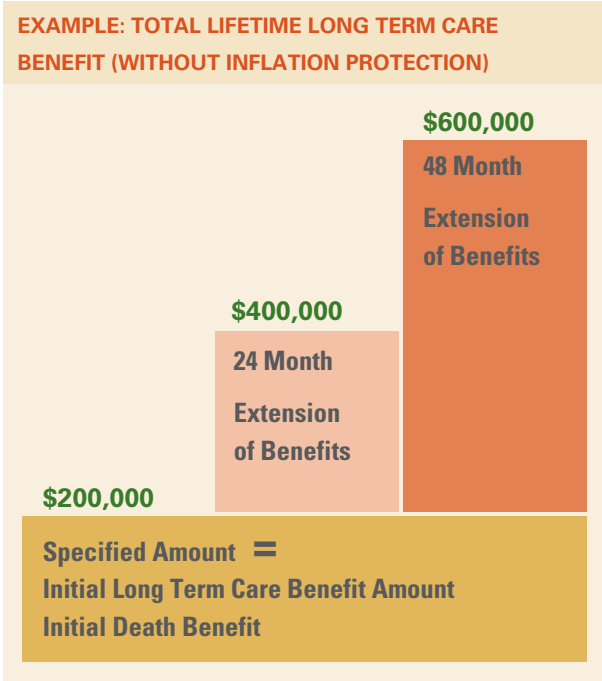 EXAMPLE: TOTAL LIFETIME LONG TERM CARE
BENEFIT (WITHOUT INFLATION PROTECTION)
$600,000
48 Month
Extension
of Benefits
$400,000
24 Month
Extension
of Benefits
$200,000
Specified Amount =
Initial Long Term Care Benefit Amount
Initial Death Benefit